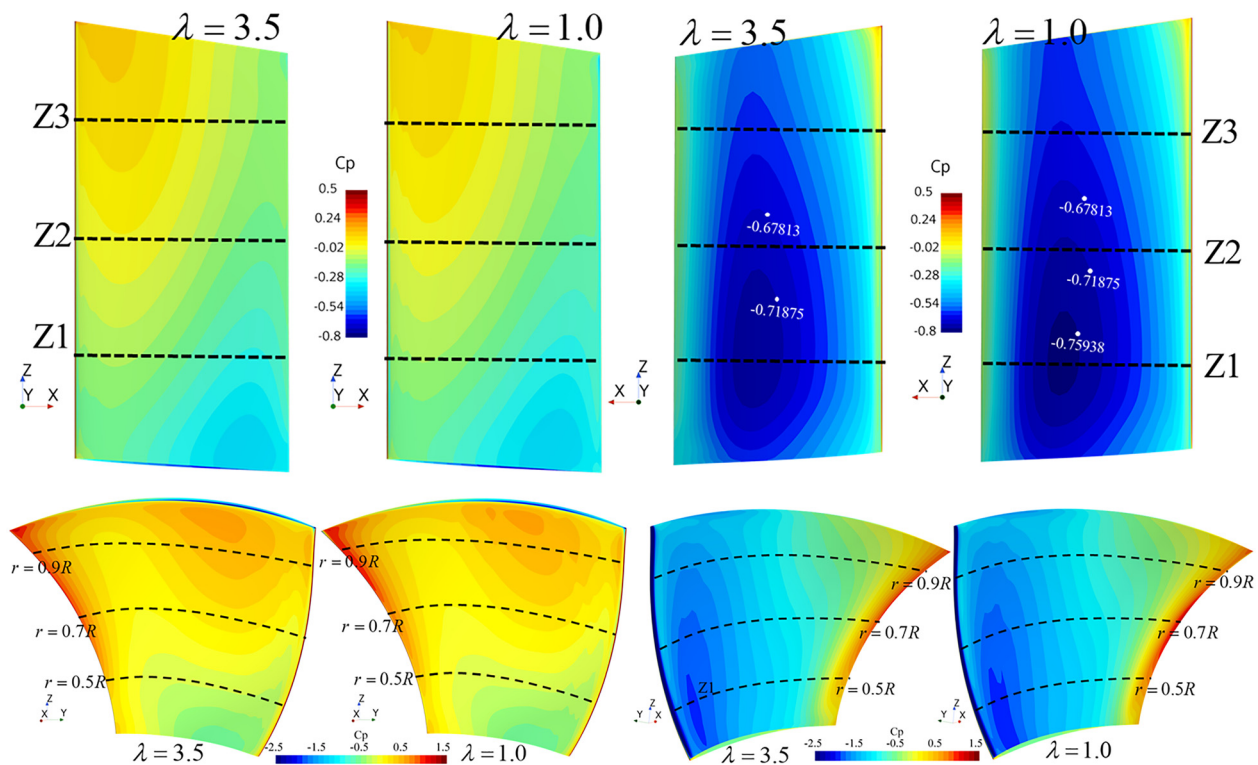 λ = 3.5
λ = 1.0
λ = 3.5
λ = 1.0
Z3
Z2
Z1
Cp
0.5
0.24
-0.02
-0.28
-0.54
-0.8
Cp
0.5
0.24
-0.02
-0.28
-0.54
-0.8
-0.67813
-0.71875
-0.67813
-0.71875
-0.75938
Z3
Z2
Z1
Z
Y X
Z
Y X
Z
X Y
Z
X Y
r = 0.9R
r = 0.7R
r = 0.5R
r = 0.9R
r = 0.7R
r = 0.5R
r = 0.9R
r = 0.7R
Z1
r = 0.5R
r = 0.9R
r = 0.7R
r = 0.5R
Z
X Y
Z
X Y
Z
Y X
Z
Y X
λ = 3.5
Cp
-2.5 -1.5 -0.5 0.5 1.5
λ = 1.0
λ = 3.5
Cp
-2.5 -1.5 -0.5 0.5 1.5
λ = 1.0